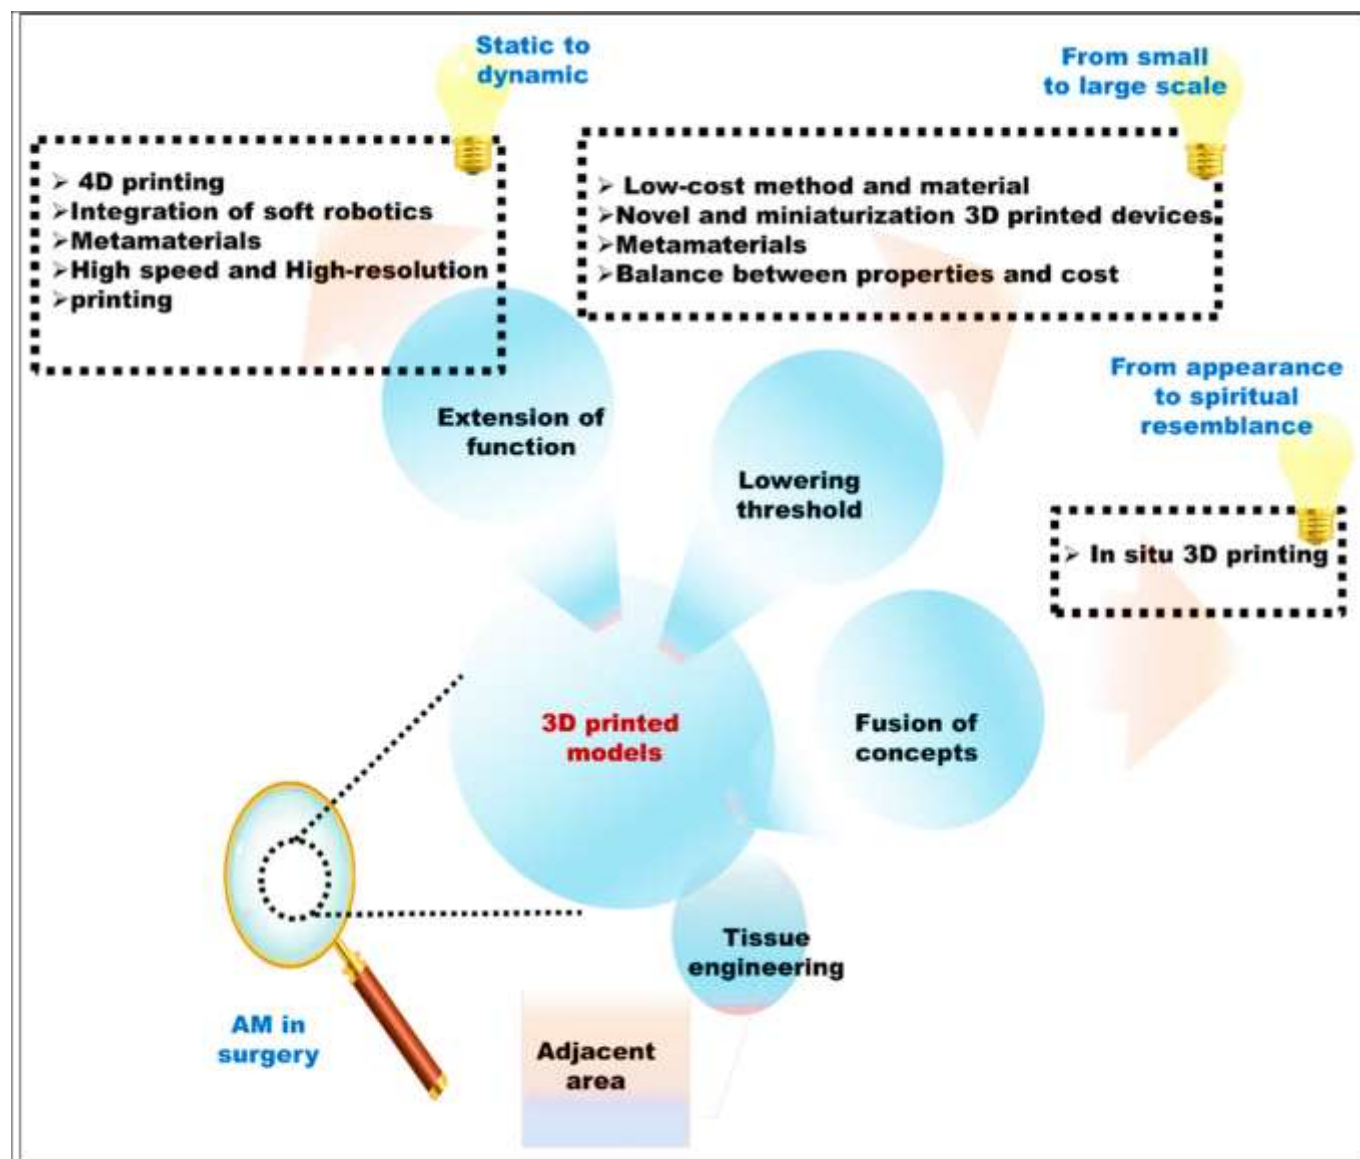 Static to
dynamic
➢ 4D printing
➢Integration of soft robotics
➢Metamaterials
➢High speed and High-resolution
➢printing
From small
to large scale
➢ Low-cost method and material
➢Novel and miniaturization 3D printed devices
➢Metamaterials
➢Balance between properties and cost
From appearance
to spiritual
resemblance
➢ In situ 3D printing
Extension of
function
Lowering
threshold
Fusion of
concepts
3D printed
models
Tissue
engineering
AM in
surgery
Adjacent
area